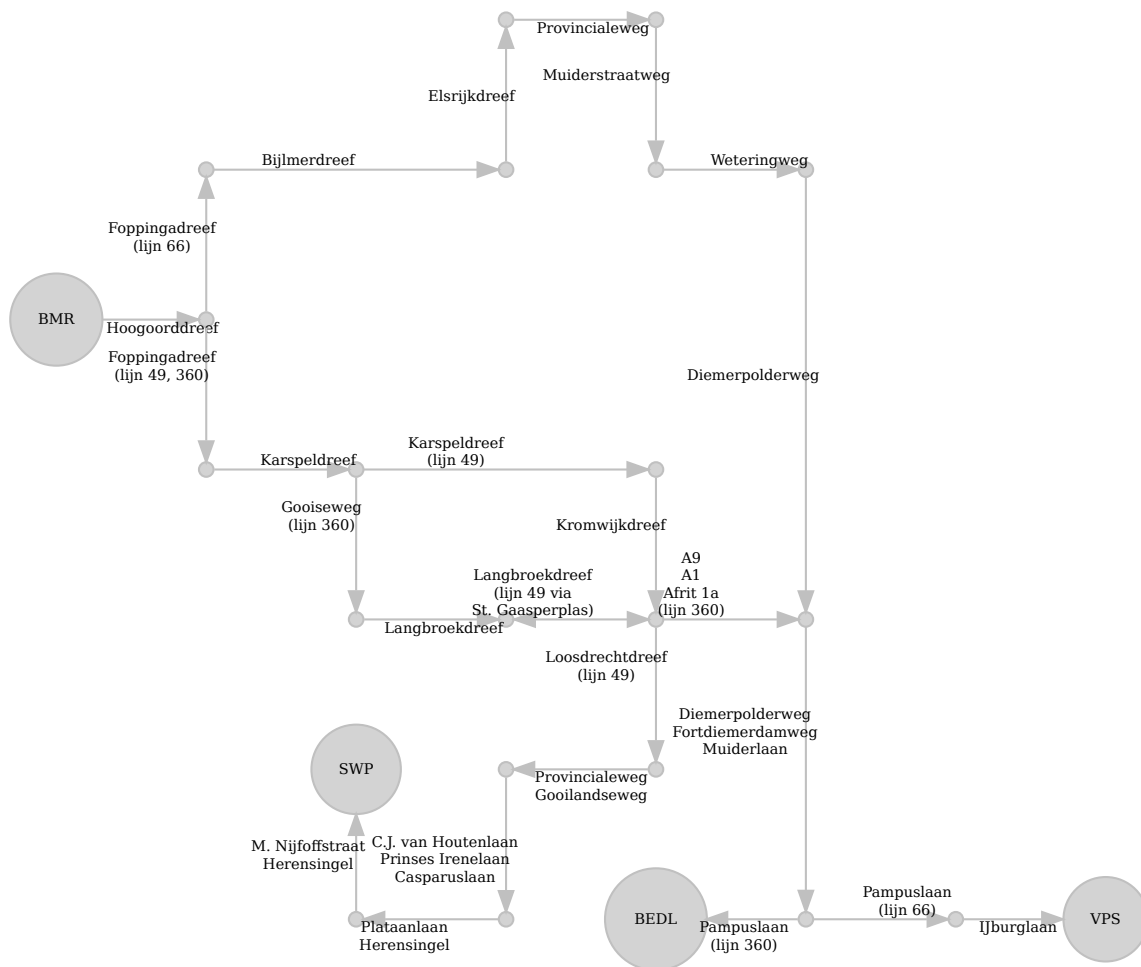 Provincialeweg
Muiderstraatweg
Elsrijkdreef
Bijlmerdreef
Weteringweg
Foppingadreef
(lijn 66)
BMR
Hoogoorddreef
Foppingadreef
(lijn 49, 360)
Diemerpolderweg
Karspeldreef
Karspeldreef
(lijn 49)
Gooiseweg
(lijn 360)
Kromwijkdreef
Langbroekdreef
(lijn 49 via
St. Gaasperplas)
A9
A1
Afrit 1a
(lijn 360)
Langbroekdreef
Loosdrechtdreef
(lijn 49)
Diemerpolderweg
Fortdiemerdamweg
Muiderlaan
SWP
Provincialeweg
Gooilandseweg
M. Nijfoffstraat
Herensingel
C.J. van Houtenlaan
Prinses Irenelaan
Casparuslaan
Plataanlaan
Herensingel
BEDL
Pampuslaan
(lijn 360)
Pampuslaan
(lijn 66)
IJburglaan
VPS